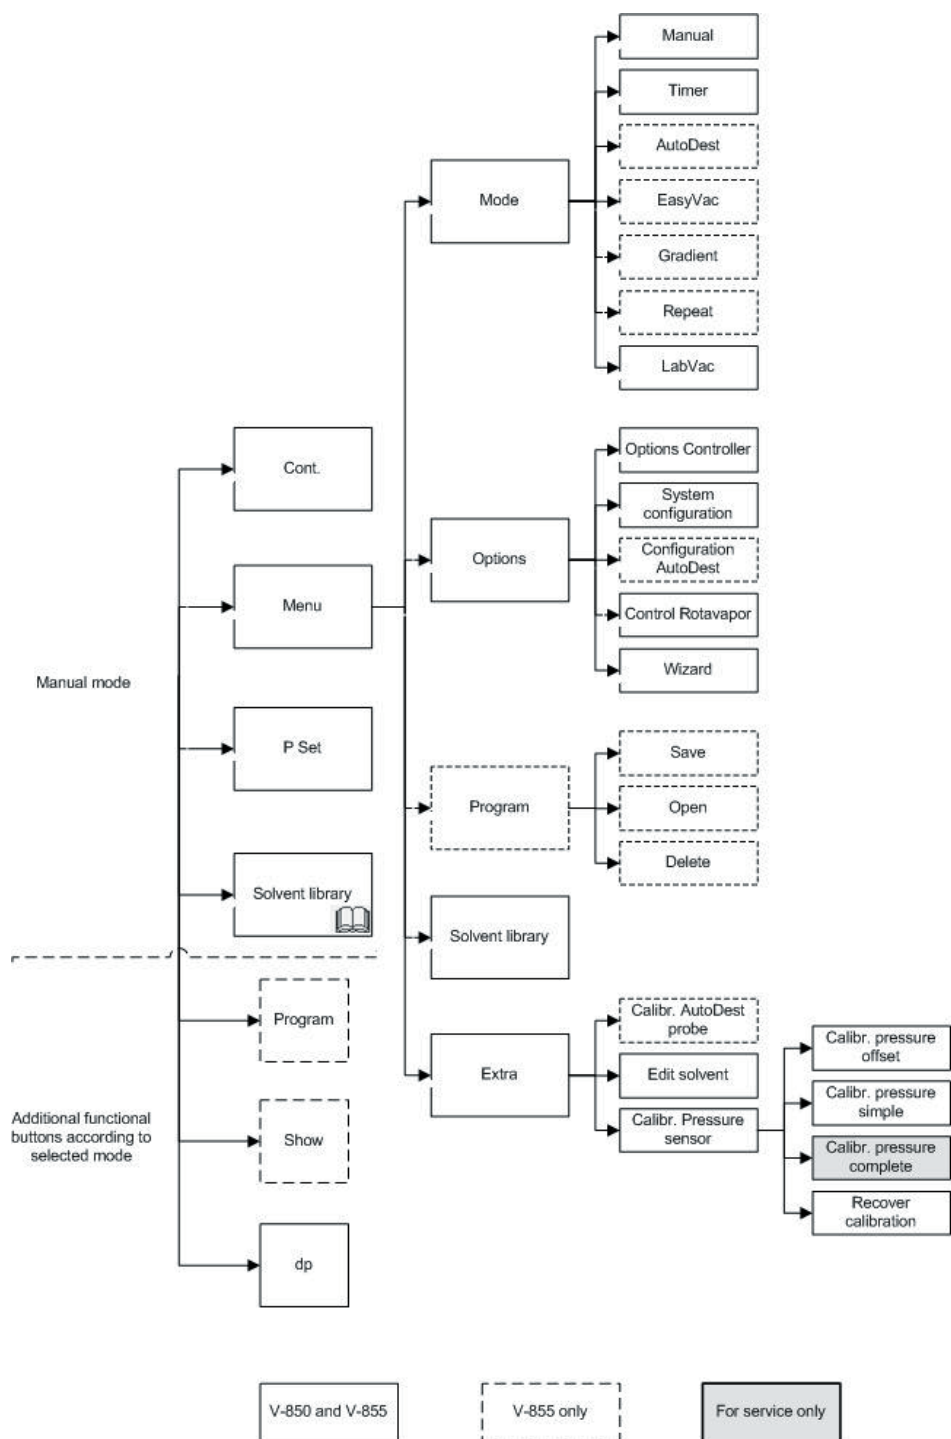 Manual
Timer
AutoDest
EasyVac
Gradient
Repeat
LabVac
Mode
Cont.
Menu
Manual mode
P Set
Solvent library
Options
Options Controller
System
configuration
Configuration
AutoDest
Control Rotavapor
Wizard
Program
Save
Open
Delete
Solvent library
Extra
Calibr. AutoDest
probe
Edit solvent
Calibr. Pressure
sensor
Calibr. pressure
offset
Calibr. pressure
simple
Calibr. pressure
complete
Recover
calibration
Additional functional
buttons according to
selected mode
Program
Show
dp
V-850 and V-855
V-855 only
For service only